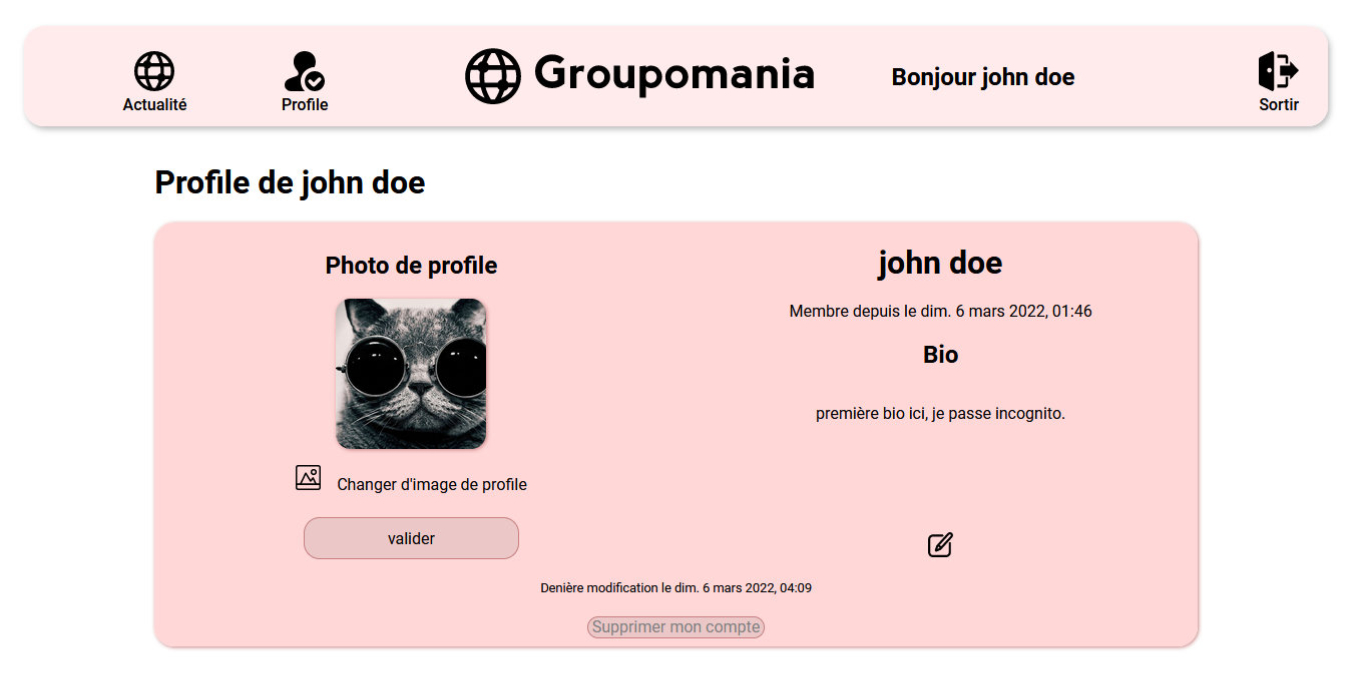 Actualité
Profile
Groupomania
Bonjour john doe
Sortir
Profile de john doe
Photo de profile
Changer d'image de profile
valider
john doe
Membre depuis le dim. 6 mars 2022, 01:46
Bio
première bio ici, je passe incognito.
Denière modification le dim. 6 mars 2022, 04:09
Supprimer mon compte